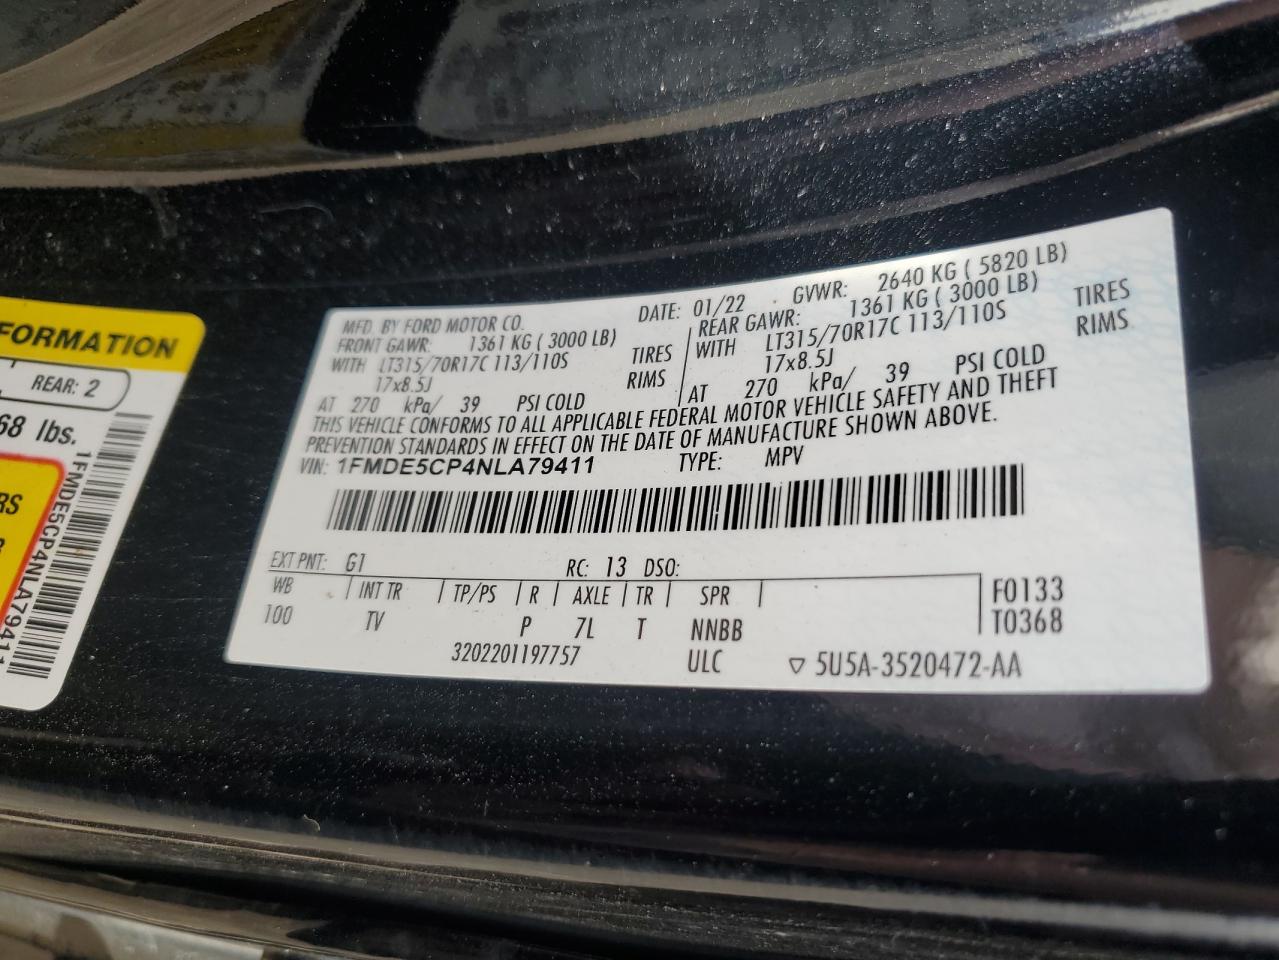 FORMATION
REAR: 2
68 lbs.
RS
1FMDE5CP4NLA79411
MFD. BY FORD MOTOR CO.
DATE: 01/22
GVWR: 2640 KG ( 5820 LB)
FRONT GAWR: 1361 KG ( 3000 LB)
REAR GAWR: 1361 KG ( 3000 LB)
WITH LT315/70R17C 113/110S TIRES
WITH LT315/70R17C 113/110S TIRES
17x8.5J RIMS
17x8.5J RIMS
AT 270 kPa/ 39 PSI COLD
AT 270 kPa/ 39 PSI COLD
THIS VEHICLE CONFORMS TO ALL APPLICABLE FEDERAL MOTOR VEHICLE SAFETY AND THEFT
PREVENTION STANDARDS IN EFFECT ON THE DATE OF MANUFACTURE SHOWN ABOVE.
VIN: 1FMDE5CP4NLA79411 TYPE: MPV
EXT PNT: G1 RC: 13 DSO:
WB INT TR TP/PS R AXLE TR SPR F0133
100 TV P 7L T NNBB T0368
3202201197757 ULC ▽ 5U5A-3520472-AA